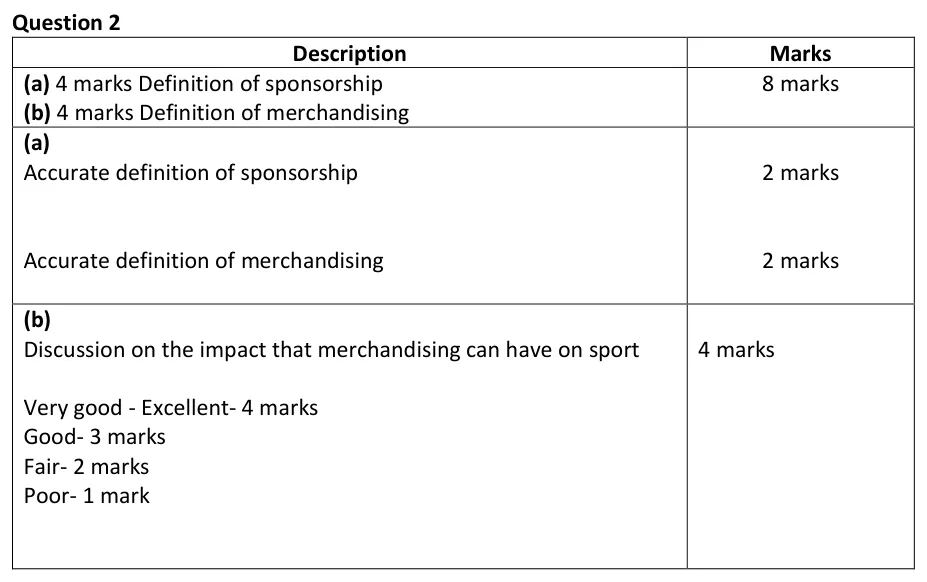 Question 2
Description Marks
(a) 4 marks Definition of sponsorship 8 marks
(b) 4 marks Definition of merchandising
(a)
Accurate definition of sponsorship 2 marks
Accurate definition of merchandising 2 marks
(b)
Discussion on the impact that merchandising can have on sport 4 marks
Very good - Excellent- 4 marks
Good- 3 marks
Fair- 2 marks
Poor- 1 mark